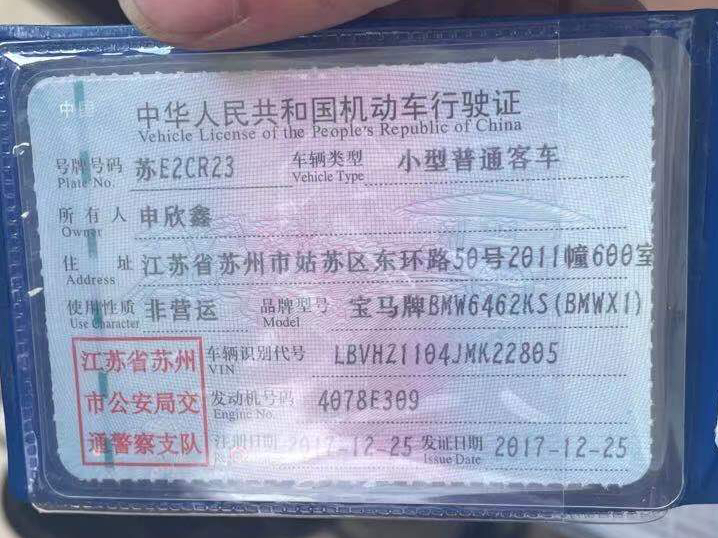 中国
中华人民共和国机动车行驶证
Vehicle License of the People's Republic of China
号牌号码 苏E2CR23 车辆类型 小型普通客车
Plate No. Vehicle Type
所有人 申欣鑫
Owner
住址 江苏省苏州市姑苏区东环路50号2011幢600室
Address
使用性质 非营运 品牌型号 宝马牌BMW6462KS(BMWX1)
Use Character Model
江苏省苏州 车辆识别代号 LBVHZ1104JMK22805
VIN
市公安局交 发动机号码 4078E309
Engine No.
通警察支队 注册日期 2017-12-25 发证日期 2017-12-25
Issue Date